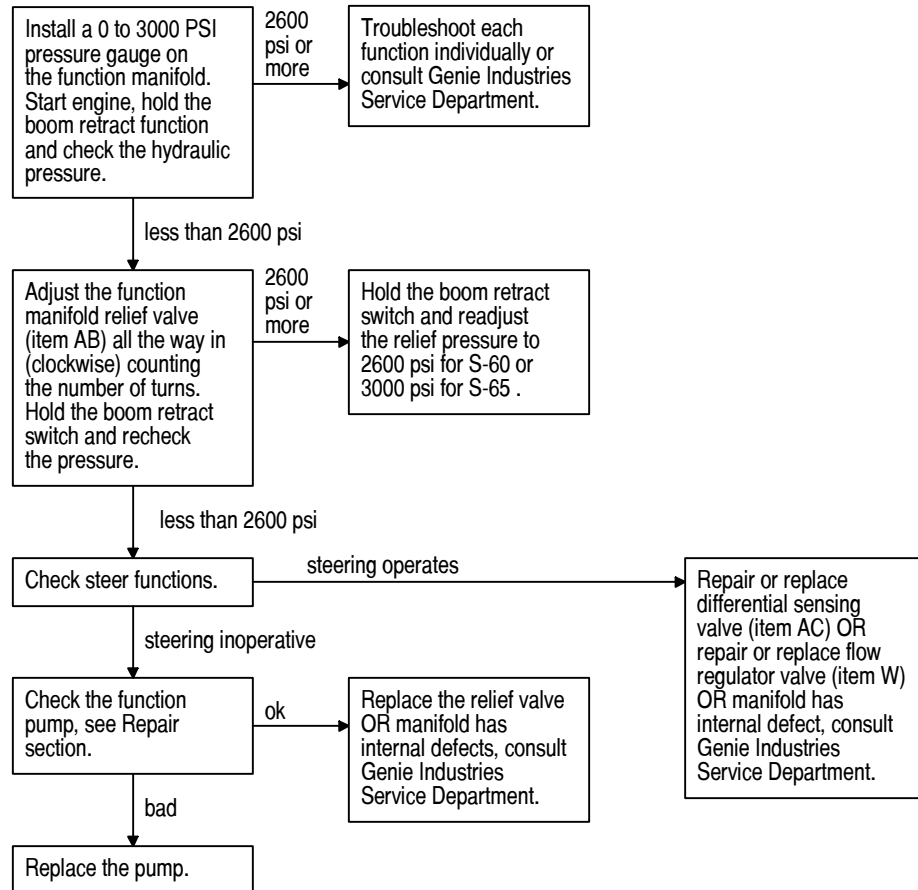 Install a 0 to 3000 PSI
pressure gauge on
the function manifold.
Start engine, hold the
boom retract function
and check the hydraulic
pressure.
2600
psi or
more
Troubleshoot each
function individually or
consult Genie Industries
Service Department.
less than 2600 psi
Adjust the function
manifold relief valve
(item AB) all the way in
(clockwise) counting
the number of turns.
Hold the boom retract
switch and recheck
the pressure.
2600
psi or
more
Hold the boom retract
switch and readjust
the relief pressure to
2600 psi for S-60 or
3000 psi for S-65 .
less than 2600 psi
Check steer functions.
steering operates
Repair or replace
differential sensing
valve (item AC) OR
repair or replace flow
regulator valve (item W)
OR manifold has
internal defect, consult
Genie Industries
Service Department.
steering inoperative
Check the function
pump, see Repair
section.
ok
Replace the relief valve
OR manifold has
internal defects, consult
Genie Industries
Service Department.
bad
Replace the pump.